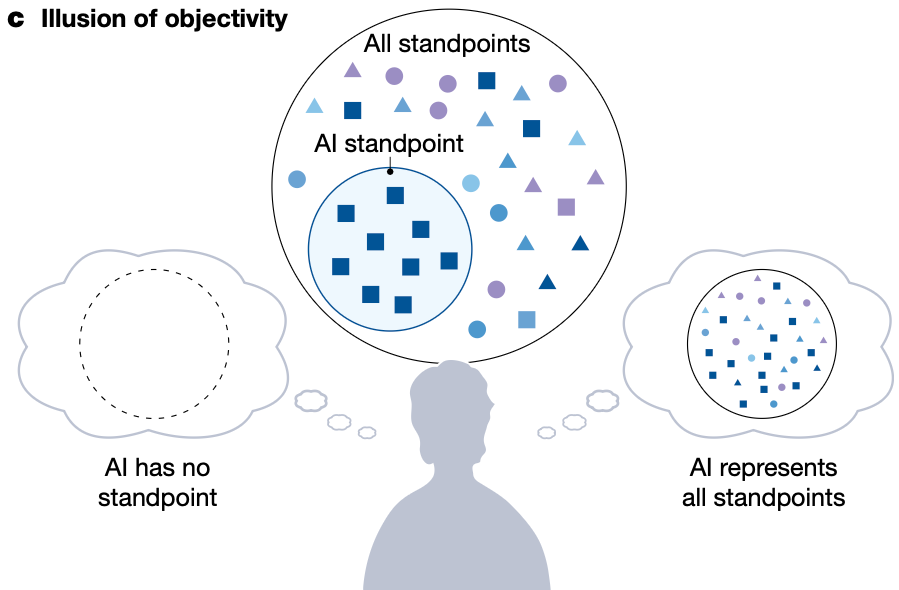 c Illusion of objectivity
All standpoints
AI standpoint
AI has no
standpoint
AI represents
all standpoints